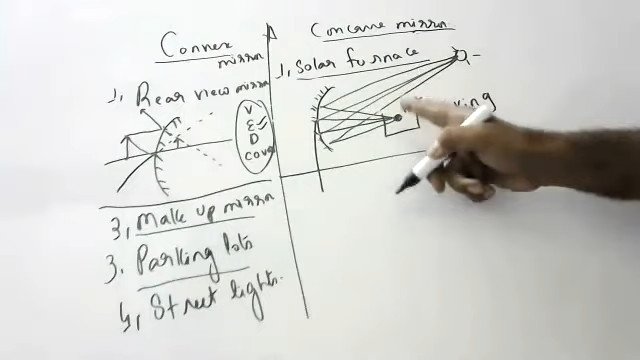 Convex
mirror
1, Rear view mirror
V
E
D
cove
3, Make up mirror
3. Parking lots
4, Street lights.
Concave mirror
1, Solar furnace